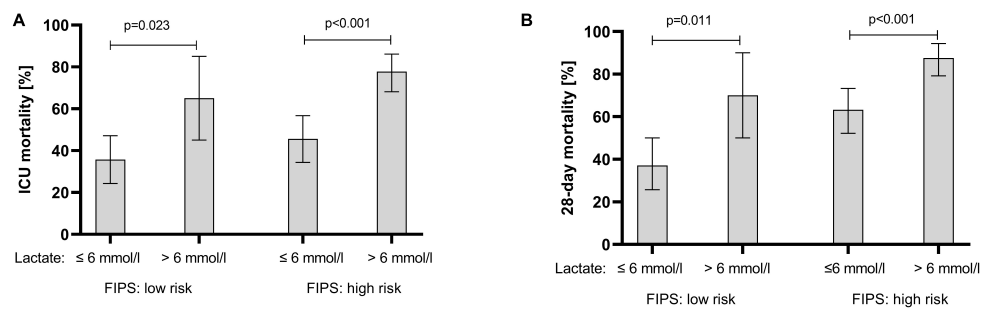 A
p=0.023
p<0.001
100
80
60
40
20
0
ICU mortality [%]
Lactate: ≤ 6 mmol/l > 6 mmol/l ≤ 6 mmol/l > 6 mmol/l
FIPS: low risk FIPS: high risk
B
p=0.011
p<0.001
100
80
60
40
20
0
28-day mortality [%]
Lactate: ≤ 6 mmol/l > 6 mmol/l ≤6 mmol/l > 6 mmol/l
FIPS: low risk FIPS: high risk